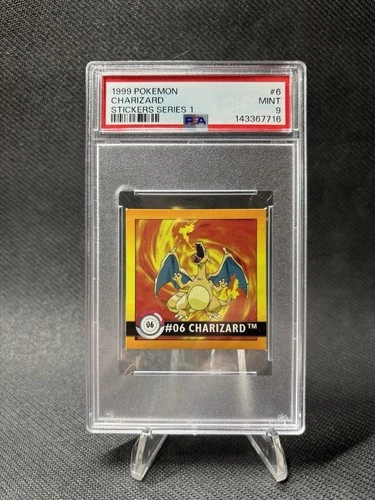 1999 POKEMON #6
CHARIZARD MINT
STICKERS SERIES 1 9
PSA 143367716
06
#06 CHARIZARD™